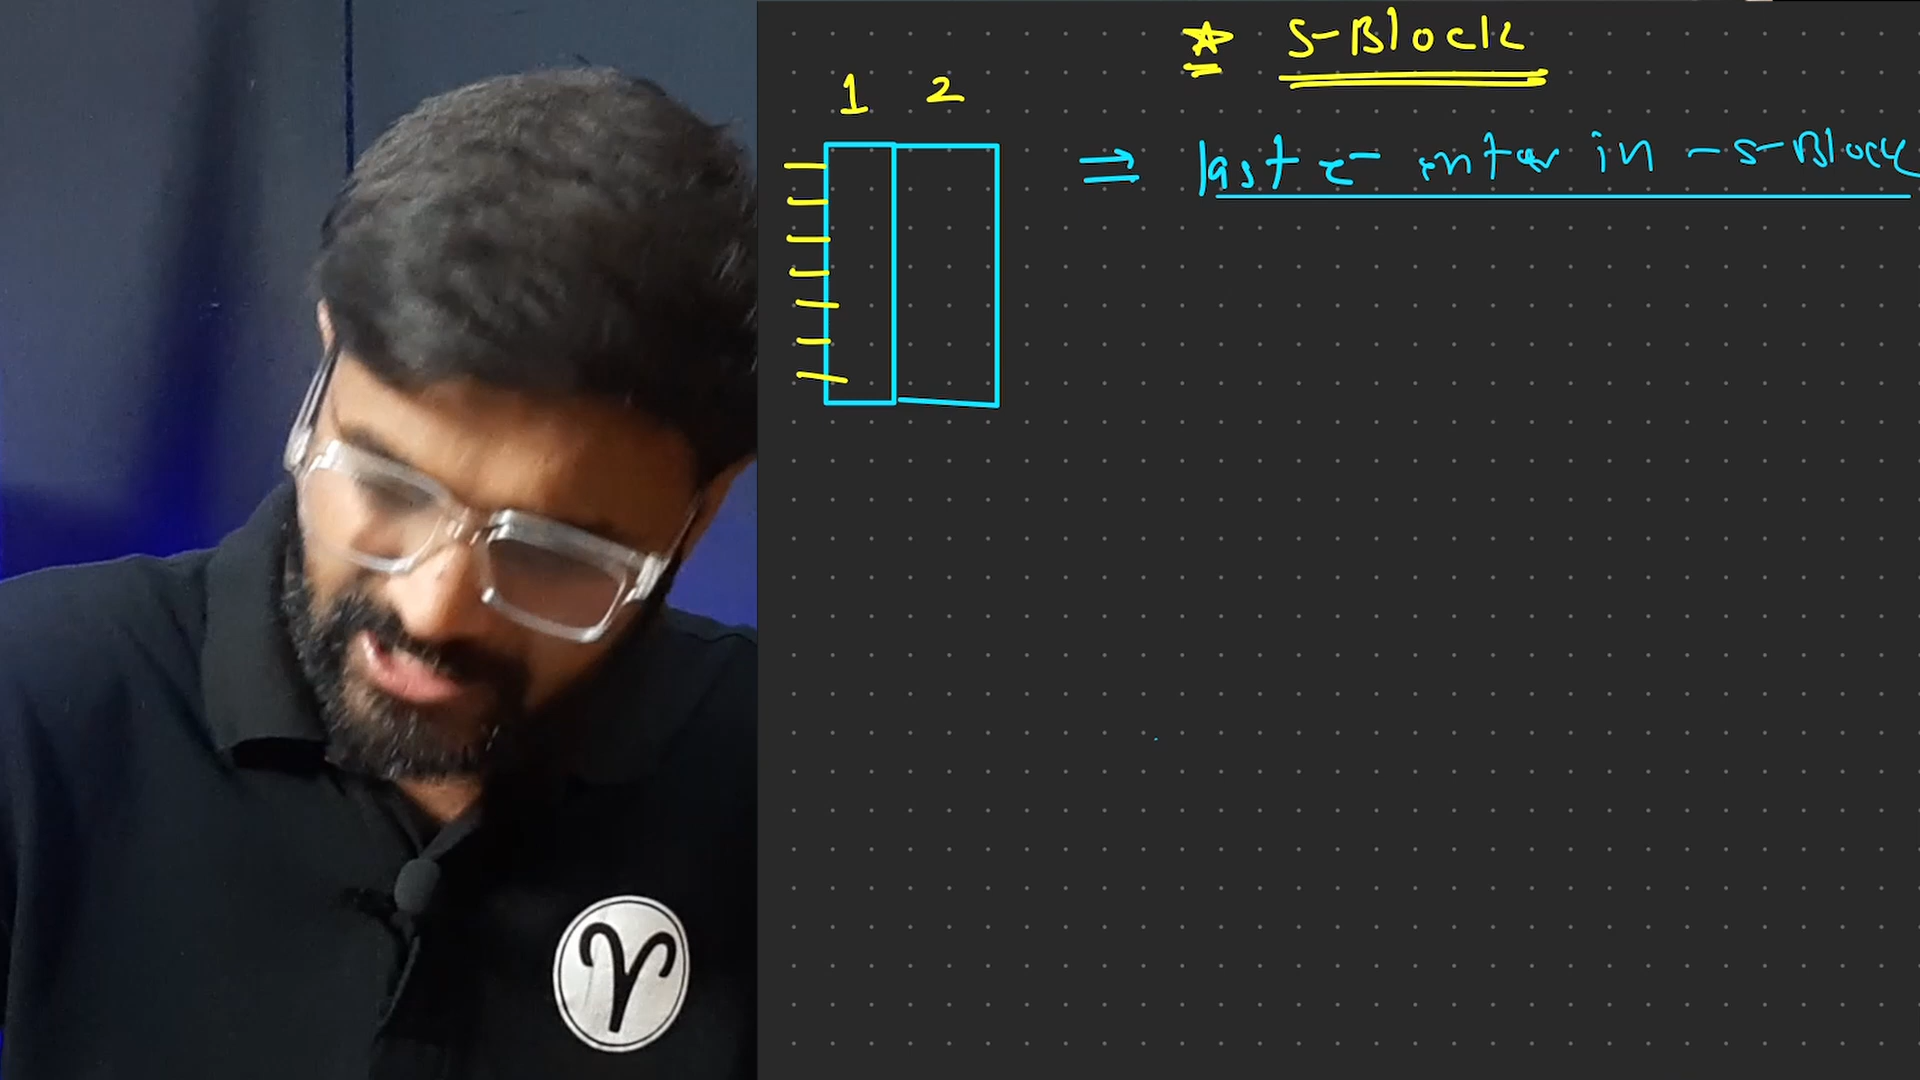 * S-Block
1 2
⇒ last e⁻ enter in - s-Block